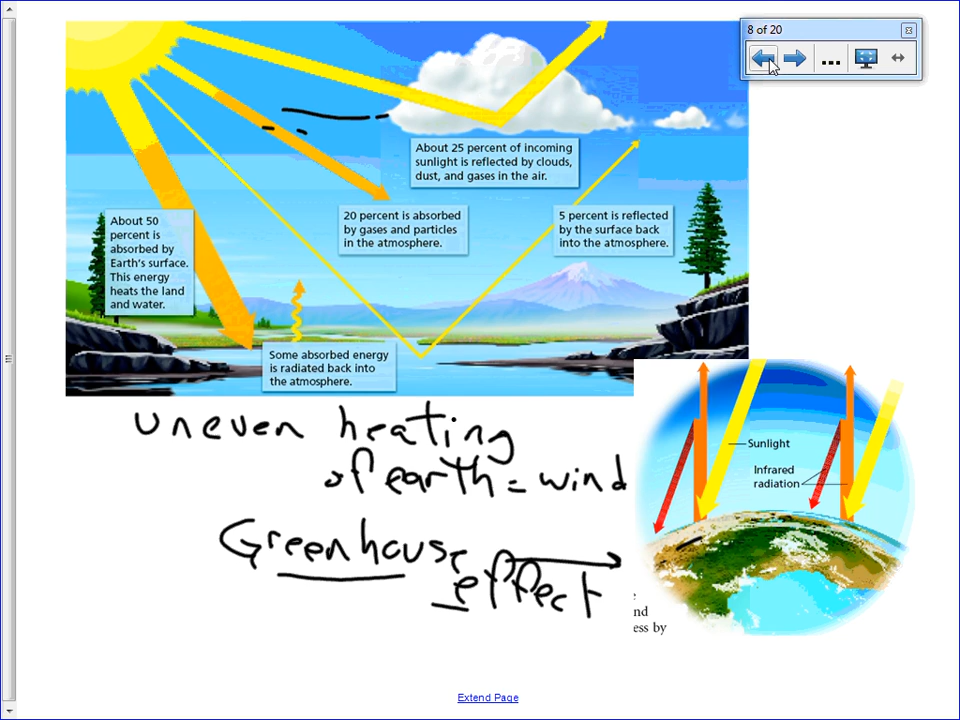 8 of 20
About 25 percent of incoming
sunlight is reflected by clouds,
dust, and gases in the air.
20 percent is absorbed
by gases and particles
in the atmosphere.
5 percent is reflected
by the surface back
into the atmosphere.
About 50
percent is
absorbed by
Earth's surface.
This energy
heats the land
and water.
Some absorbed energy
is radiated back into
the atmosphere.
uneven heating
of earth = wind
Greenhouse
effect
Sunlight
Infrared
radiation
ess by
Extend Page